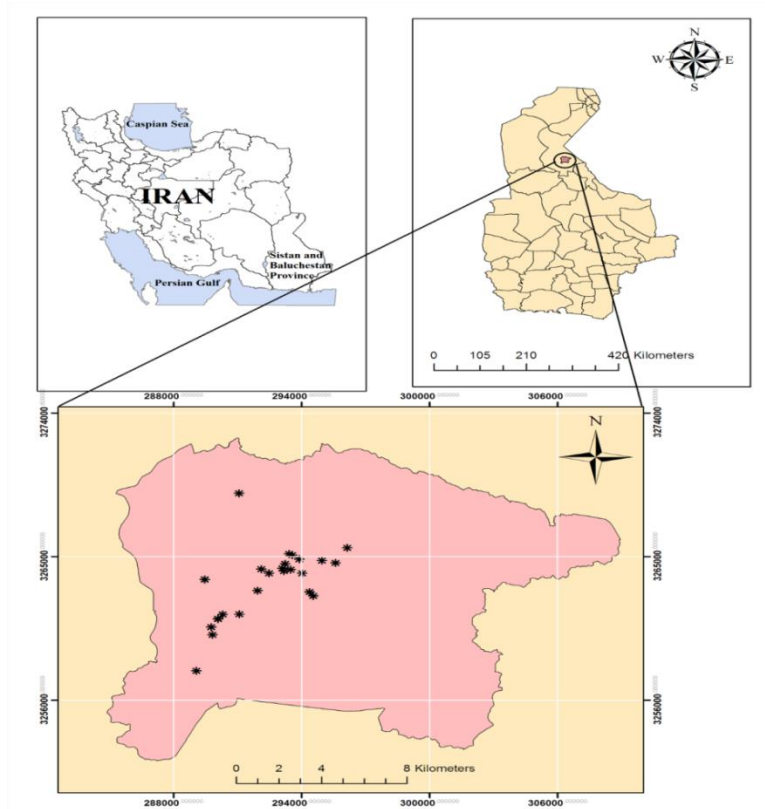 N
W E
S
Caspian Sea
IRAN
Sistan and
Baluchestan
Province
Persian Gulf
0 105 210 420 Kilometers
288000 294000 300000 306000
3274000 3274000
N
3265000 3265000
3256000 3256000
0 2 4 8 Kilometers
288000 294000 300000 306000